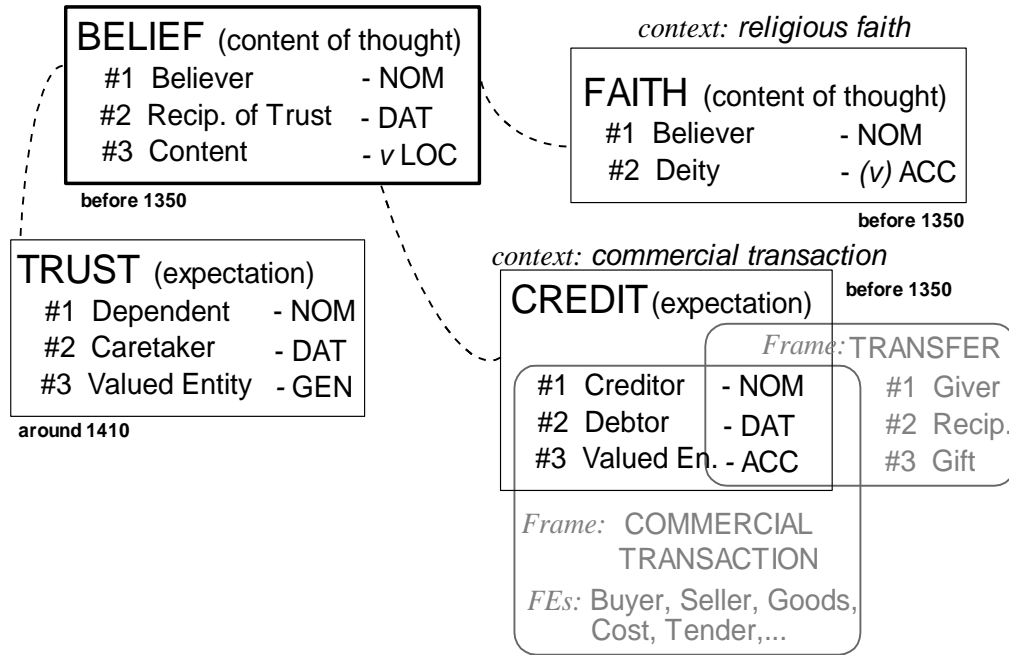 BELIEF (content of thought)
#1 Believer - NOM
#2 Recip. of Trust - DAT
#3 Content - v LOC
before 1350
context: religious faith
FAITH (content of thought)
#1 Believer - NOM
#2 Deity - (v) ACC
before 1350
TRUST (expectation)
#1 Dependent - NOM
#2 Caretaker - DAT
#3 Valued Entity - GEN
around 1410
context: commercial transaction
CREDIT (expectation)
before 1350
#1 Creditor - NOM
#2 Debtor - DAT
#3 Valued En. - ACC
Frame: TRANSFER
#1 Giver
#2 Recip.
#3 Gift
Frame: COMMERCIAL
TRANSACTION
FEs: Buyer, Seller, Goods,
Cost, Tender,...